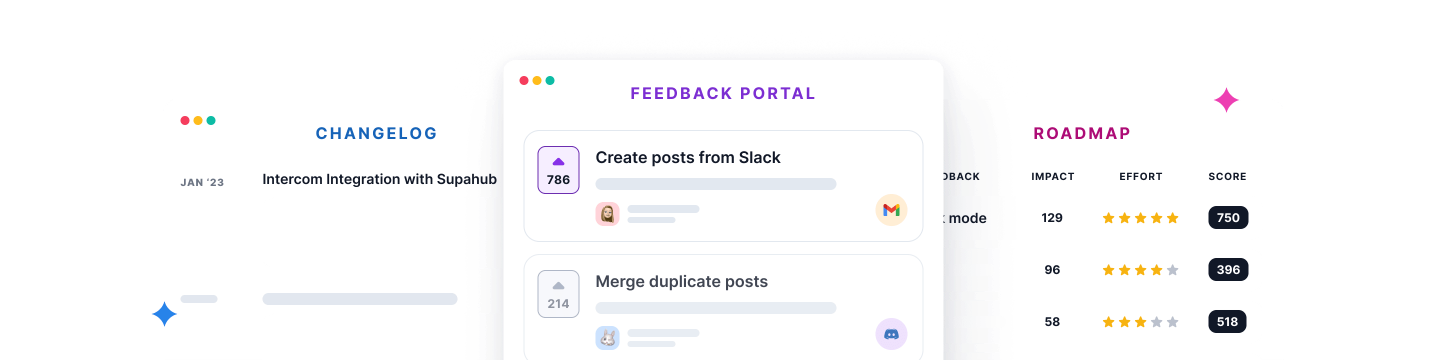 CHANGELOG
JAN '23
Intercom Integration with Supahub
FEEDBACK PORTAL
786
Create posts from Slack
214
Merge duplicate posts
ROADMAP
IMPACT EFFORT SCORE
mode 129 750
96 396
58 518